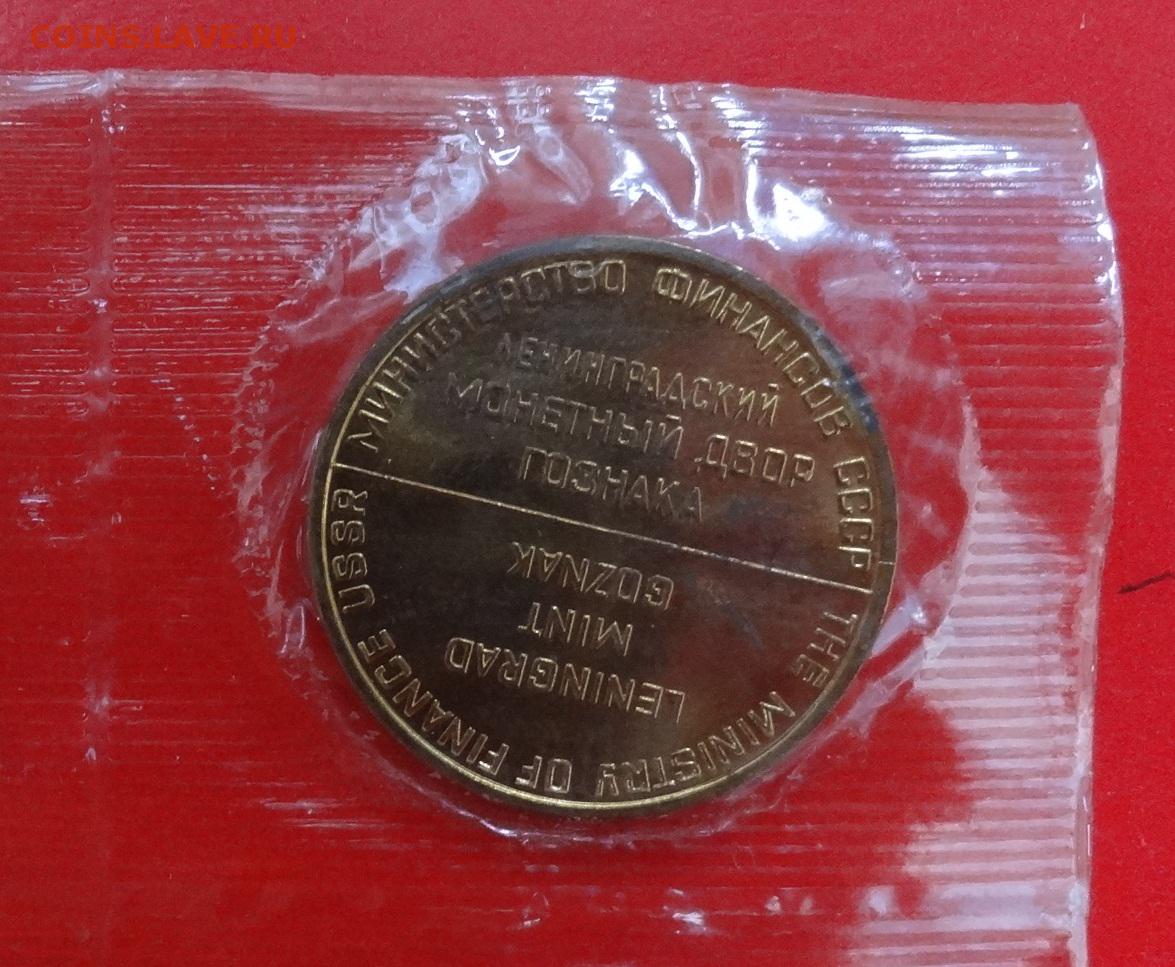 COINS.LAVE.RU
МИНИСТЕРСТВО ФИНАНСОВ СССР
ЛЕНИНГРАДСКИЙ
МОНЕТНЫЙ ДВОР
ГОЗНАКА
THE MINISTRY OF FINANCE USSR
LENINGRAD
MINT
GOZNAK